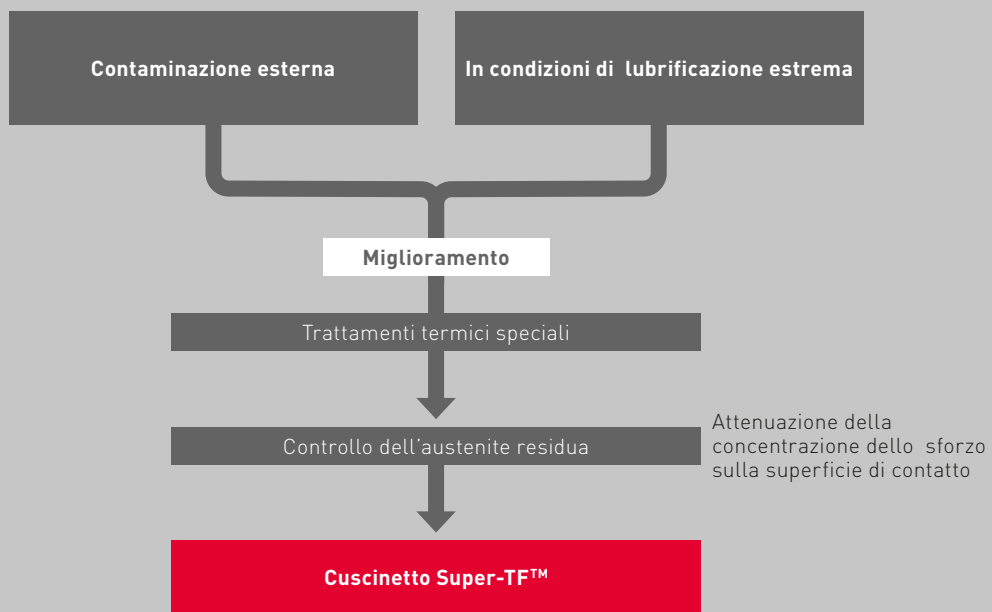 Contaminazione esterna
In condizioni di lubrificazione estrema
Miglioramento
Trattamenti termici speciali
Controllo dell'austenite residua
Attenuazione della
concentrazione dello sforzo
sulla superficie di contatto
Cuscinetto Super-TF™